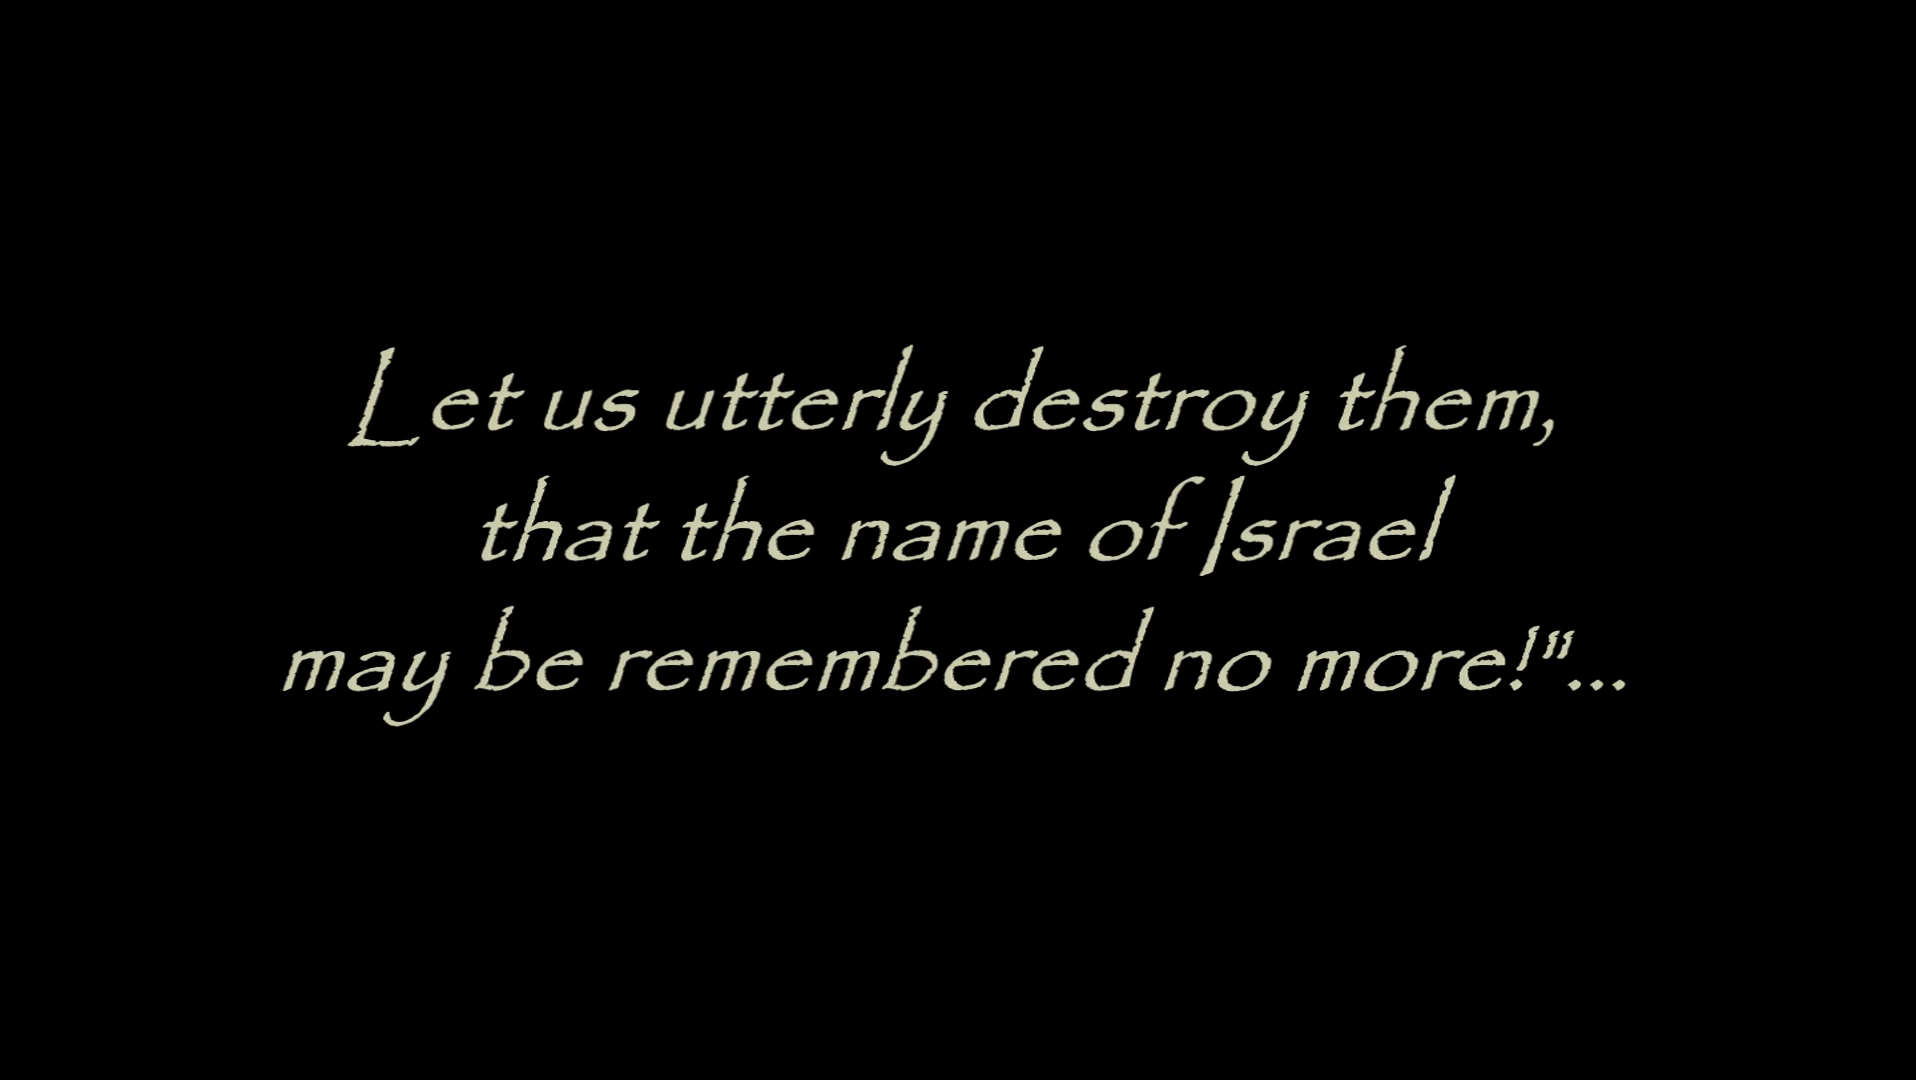 Let us utterly destroy them,
that the name of Israel
may be remembered no more!"...